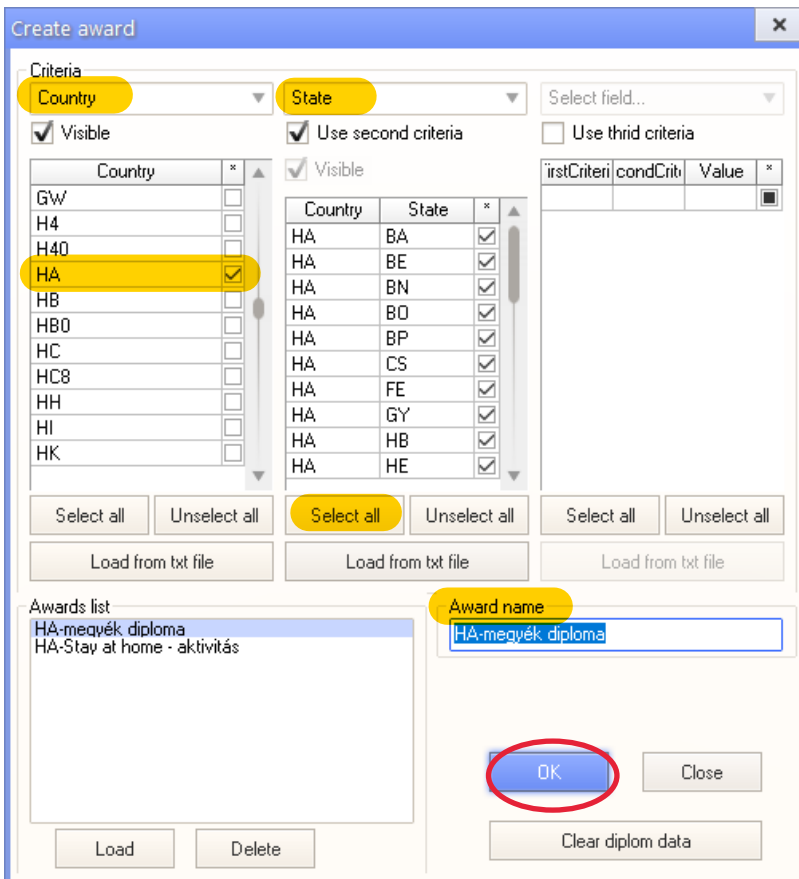 Create award
Criteria
Country
State
Select field...
Visible
Use second criteria
Use thrid criteria
Country *
GW
H4
H40
HA
HB
HB0
HC
HC8
HH
HI
HK
Visible
Country State *
HA BA
HA BE
HA BN
HA BO
HA BP
HA CS
HA FE
HA GY
HA HB
HA HE
irstCriteri condCrit Value *
Select all Unselect all
Select all Unselect all
Select all Unselect all
Load from txt file
Load from txt file
Load from txt file
Awards list
HA-megyék diploma
HA-Stay at home - aktivitás
Load Delete
Award name
HA-megyék diploma
OK Close
Clear diplom data